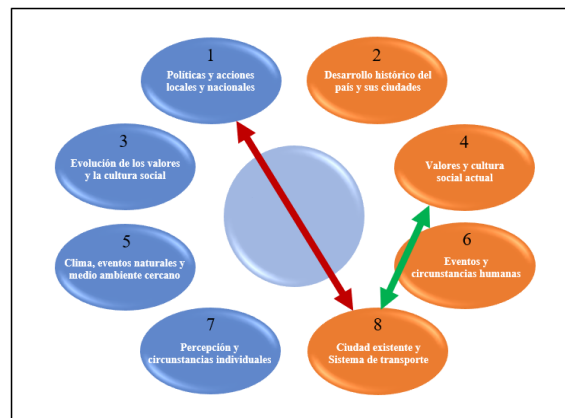 1
Políticas y acciones
locales y nacionales
2
Desarrollo histórico del
país y sus ciudades
3
Evolución de los valores
y la cultura social
4
Valores y cultura
social actual
5
Clima, eventos naturales y
medio ambiente cercano
6
Eventos y
circunstancias humanas
7
Percepción y
circunstancias individuales
8
Ciudad existente y
Sistema de transporte